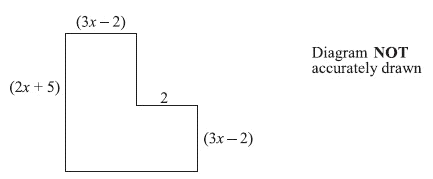 (3x – 2)
Diagram NOT
accurately drawn
(2x + 5)
2
(3x – 2)